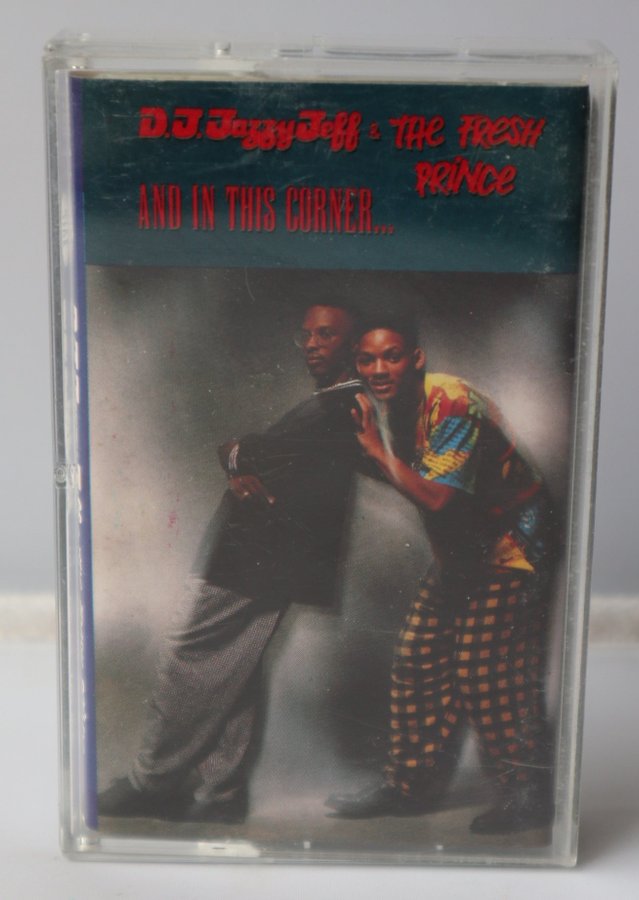 D.J. Jazzy Jeff & THE FRESH
PRINCE
AND IN THIS CORNER...